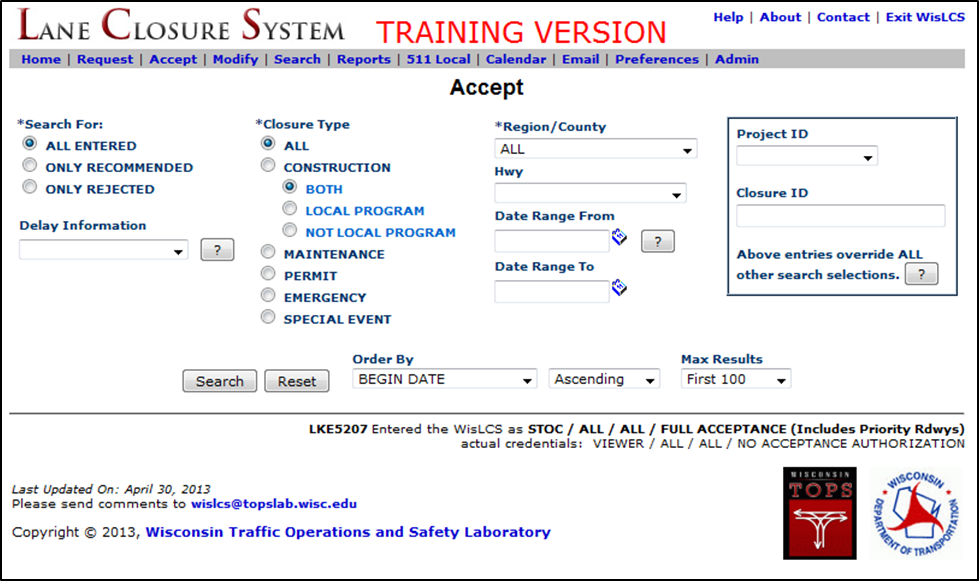 LANE CLOSURE SYSTEM TRAINING VERSION
Help | About | Contact | Exit WisLCS
Home | Request | Accept | Modify | Search | Reports | 511 Local | Calendar | Email | Preferences | Admin
Accept
*Search For:
ALL ENTERED
ONLY RECOMMENDED
ONLY REJECTED
Delay Information
?
*Closure Type
ALL
CONSTRUCTION
BOTH
LOCAL PROGRAM
NOT LOCAL PROGRAM
MAINTENANCE
PERMIT
EMERGENCY
SPECIAL EVENT
*Region/County
ALL
Hwy
Date Range From
?
Date Range To
Project ID
Closure ID
Above entries override ALL
other search selections. ?
Search Reset
Order By
BEGIN DATE Ascending
Max Results
First 100
LKE5207 Entered the WisLCS as STOC / ALL / ALL / FULL ACCEPTANCE (Includes Priority Rdwys)
actual credentials: VIEWER / ALL / ALL / NO ACCEPTANCE AUTHORIZATION
Last Updated On: April 30, 2013
Please send comments to wislcs@topslab.wisc.edu
Copyright © 2013, Wisconsin Traffic Operations and Safety Laboratory
WISCONSIN
TOPS
WISCONSIN
DEPARTMENT OF TRANSPORTATION